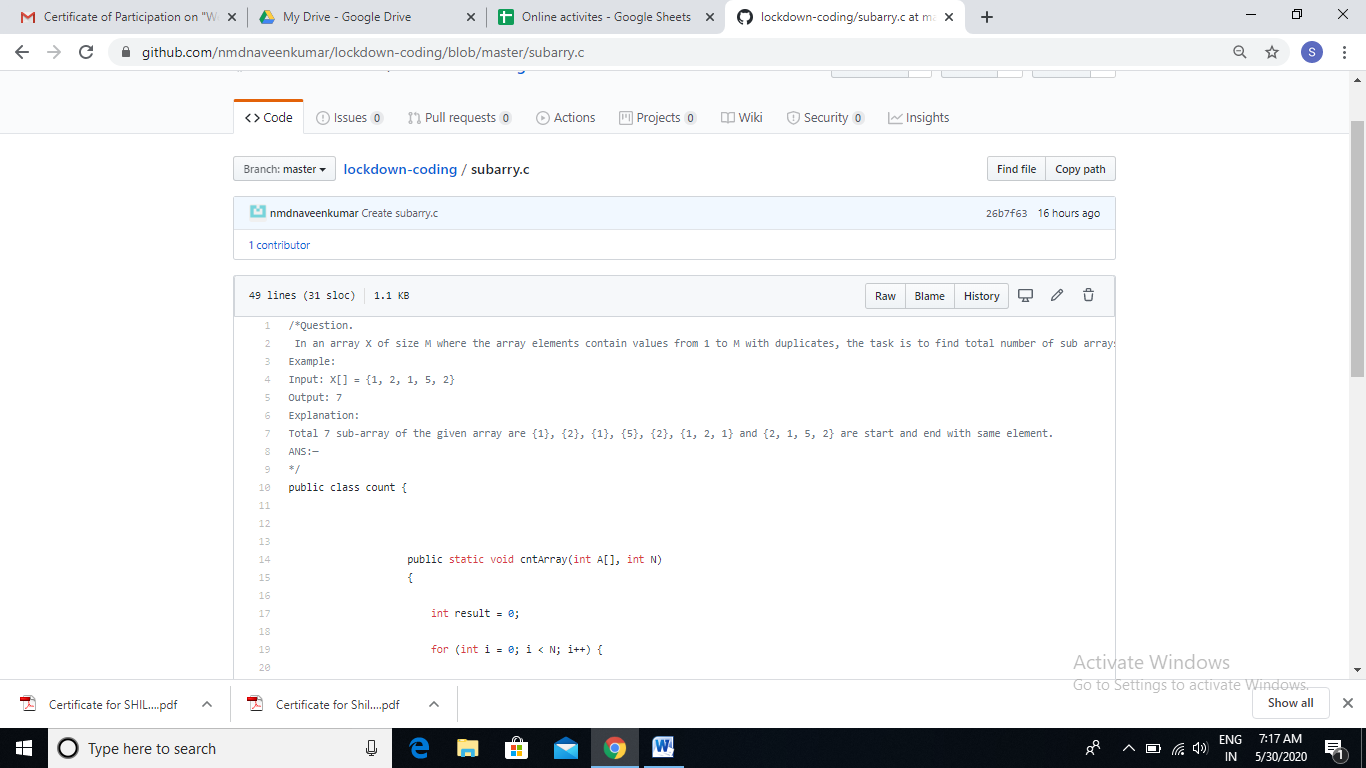 Certificate of Participation on "W
My Drive - Google Drive
Online activites - Google Sheets
lockdown-coding/subarry.c at ma
github.com/nmdnaveenkumar/lockdown-coding/blob/master/subarry.c
S
Code
Issues 0
Pull requests 0
Actions
Projects 0
Wiki
Security 0
Insights
Branch: master
lockdown-coding / subarry.c
Find file
Copy path
nmdnaveenkumar Create subarry.c
26b7f63 16 hours ago
1 contributor
49 lines (31 sloc) 1.1 KB
Raw
Blame
History
1 /*Question.
2 In an array X of size M where the array elements contain values from 1 to M with duplicates, the task is to find total number of sub arrays
3 Example:
4 Input: X[] = {1, 2, 1, 5, 2}
5 Output: 7
6 Explanation:
7 Total 7 sub-array of the given array are {1}, {2}, {1}, {5}, {2}, {1, 2, 1} and {2, 1, 5, 2} are start and end with same element.
8 ANS:—
9 */
10 public class count {
11
12
13
14 public static void cntArray(int A[], int N)
15 {
16
17 int result = 0;
18
19 for (int i = 0; i < N; i++) {
20
Activate Windows
Go to Settings to activate Windows.
Certificate for SHIL....pdf
Certificate for Shil....pdf
Show all
Type here to search
W
ENG
IN
7:17 AM
5/30/2020
1